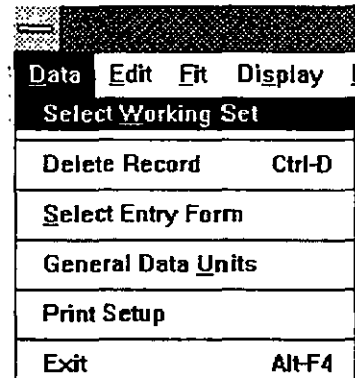 Data Edit Fit Display
Select Working Set
Delete Record Ctrl-D
Select Entry Form
General Data Units
Print Setup
Exit Alt-F4